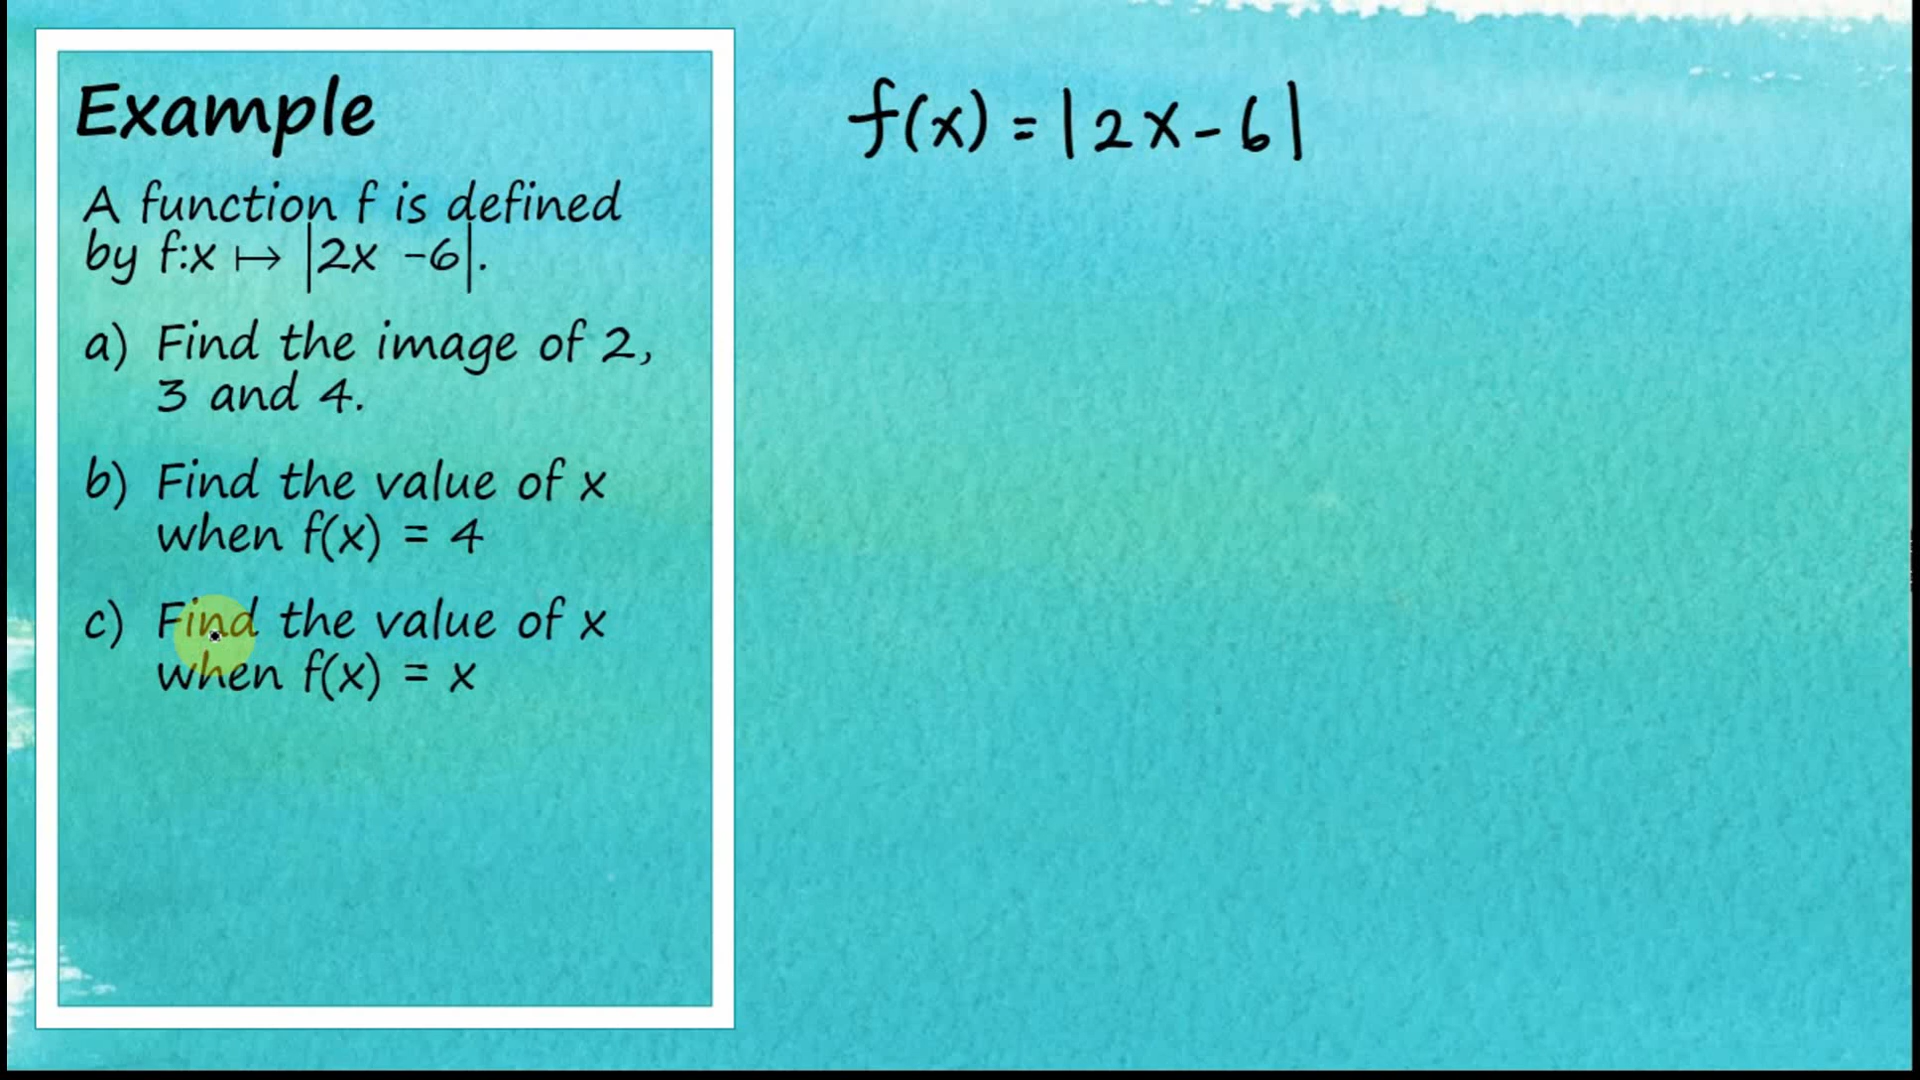 Example
A function f is defined
by f:x ↦ |2x -6|.
a) Find the image of 2,
3 and 4.
b) Find the value of x
when f(x) = 4
c) Find the value of x
when f(x) = x
f(x) = |2x - 6|